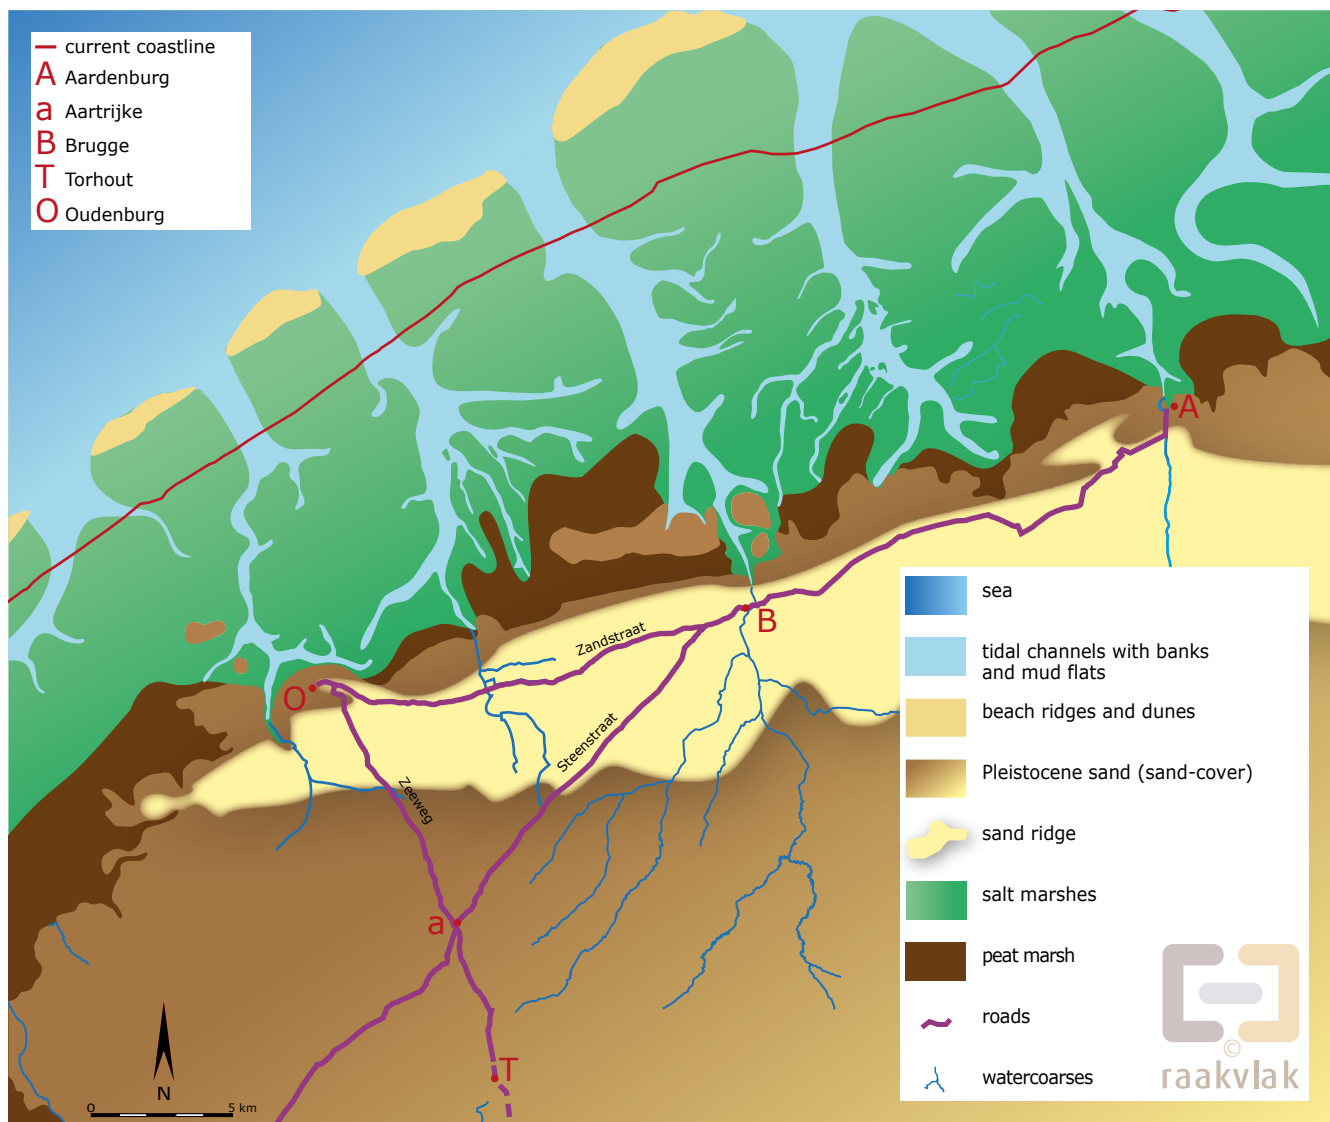 current coastline
A Aardenburg
a Aartrijke
B Brugge
T Torhout
O Oudenburg
A
B
Zandstraat
O
Steenstraat
Zeeweg
a
T
N
0 5 km
sea
tidal channels with banks
and mud flats
beach ridges and dunes
Pleistocene sand (sand-cover)
sand ridge
salt marshes
peat marsh
roads
watercoarses
©
raakvlak